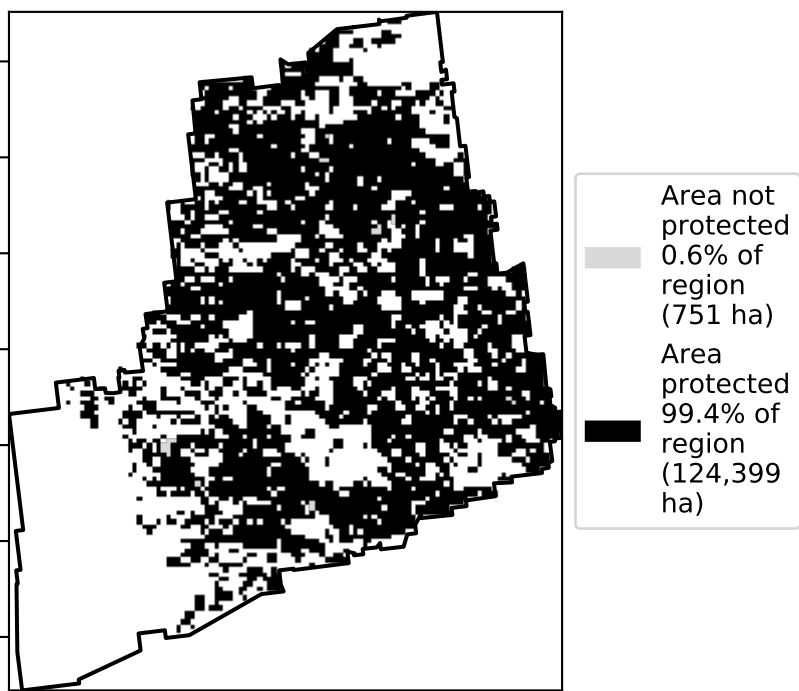 Area not
protected
0.6% of
region
(751 ha)
Area
protected
99.4% of
region
(124,399
ha)